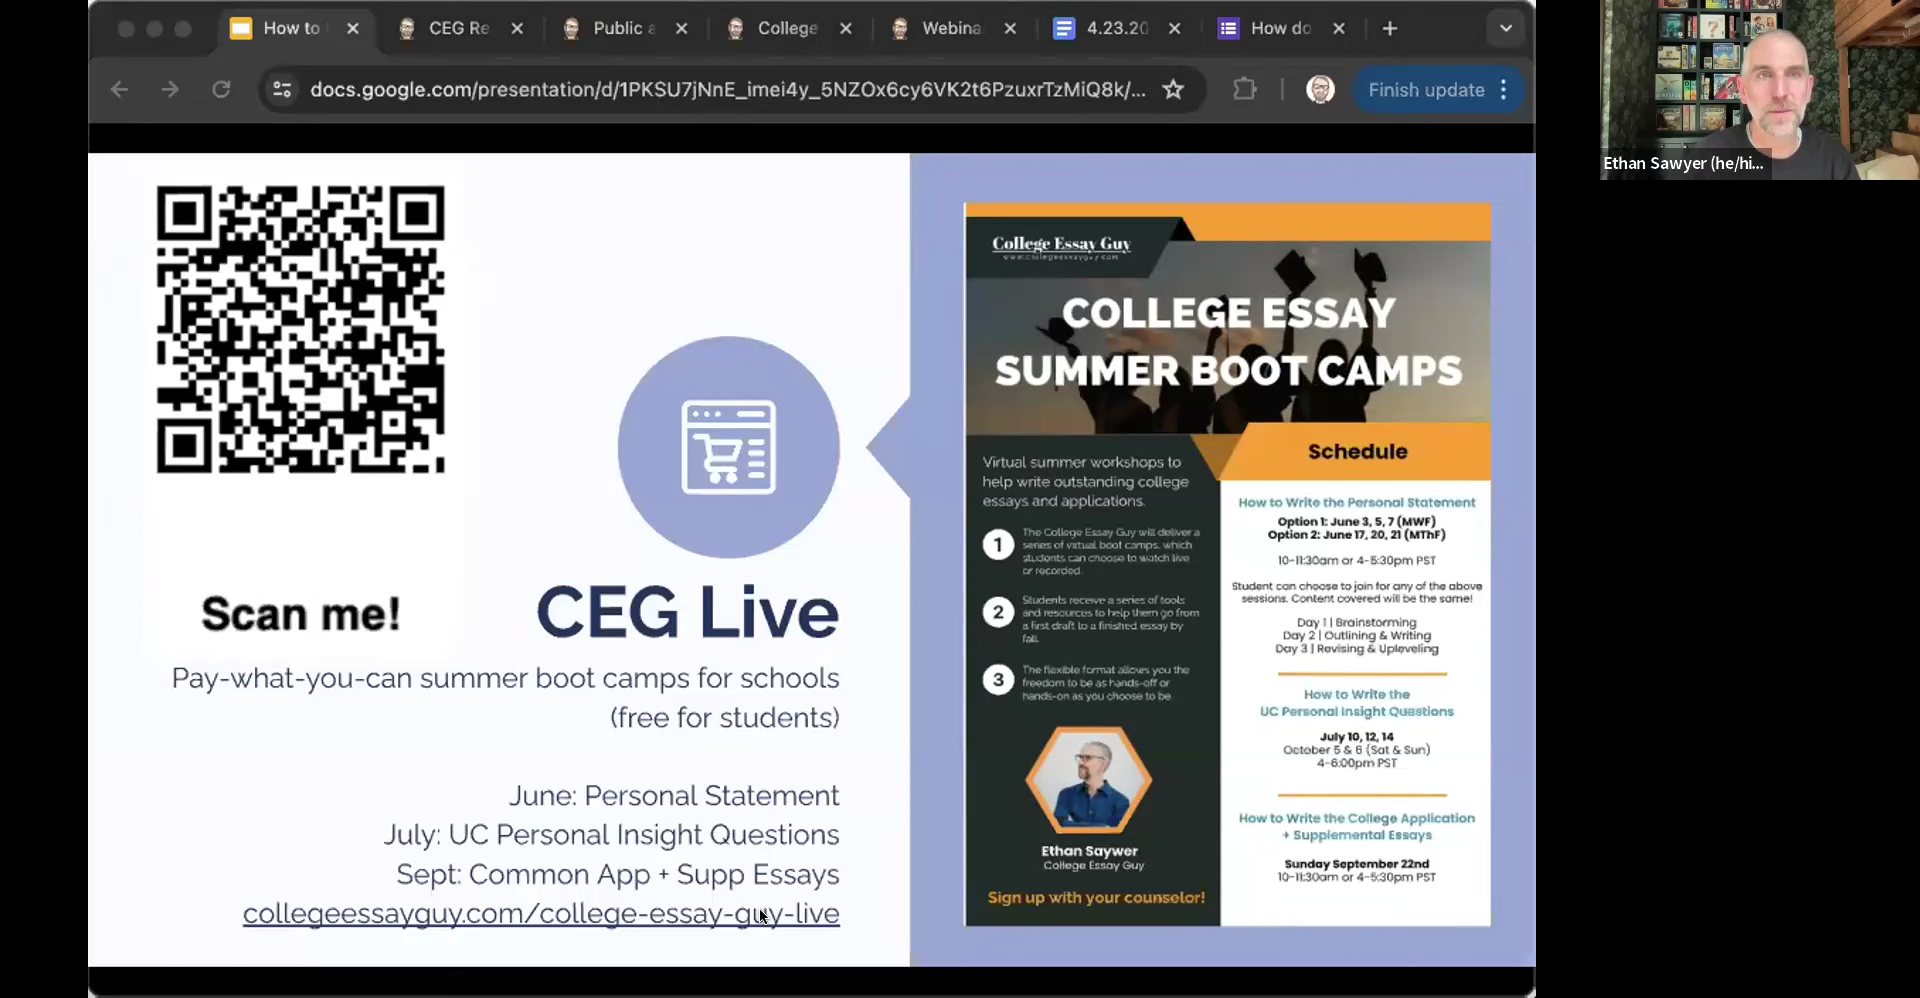 How to
CEG Re
Public a
College
Webina
4.23.20
How do
docs.google.com/presentation/d/1PKSU7jNnE_imei4y_5NZOx6cy6VK2t6PzuxrTzMiQ8k/...
Finish update
Ethan Sawyer (he/hi...
Scan me!
CEG Live
Pay-what-you-can summer boot camps for schools
(free for students)
June: Personal Statement
July: UC Personal Insight Questions
Sept: Common App + Supp Essays
collegeessayguy.com/college-essay-guy-live
College Essay Guy
www.collegeessayguy.com
COLLEGE ESSAY
SUMMER BOOT CAMPS
Virtual summer workshops to
help write outstanding college
essays and applications.
1
The College Essay Guy will deliver a
series of virtual boot camps, which
students can choose to watch live
or recorded.
2
Students receive a series of tools
and resources to help them go from
a first draft to a finished essay by
fall.
3
The flexible format allows you the
freedom to be as hands-off or
hands-on as you choose to be.
Ethan Saywer
College Essay Guy
Sign up with your counselor!
Schedule
How to Write the Personal Statement
Option 1: June 3, 5, 7 (MWF)
Option 2: June 17, 20, 21 (MThF)
10-11:30am or 4-5:30pm PST
Student can choose to join for any of the above
sessions. Content covered will be the same!
Day 1 | Brainstorming
Day 2 | Outlining & Writing
Day 3 | Revising & Upleveling
How to Write the
UC Personal Insight Questions
July 10, 12, 14
October 5 & 6 (Sat & Sun)
4-6:00pm PST
How to Write the College Application
+ Supplemental Essays
Sunday September 22nd
10-11:30am or 4-5:30pm PST